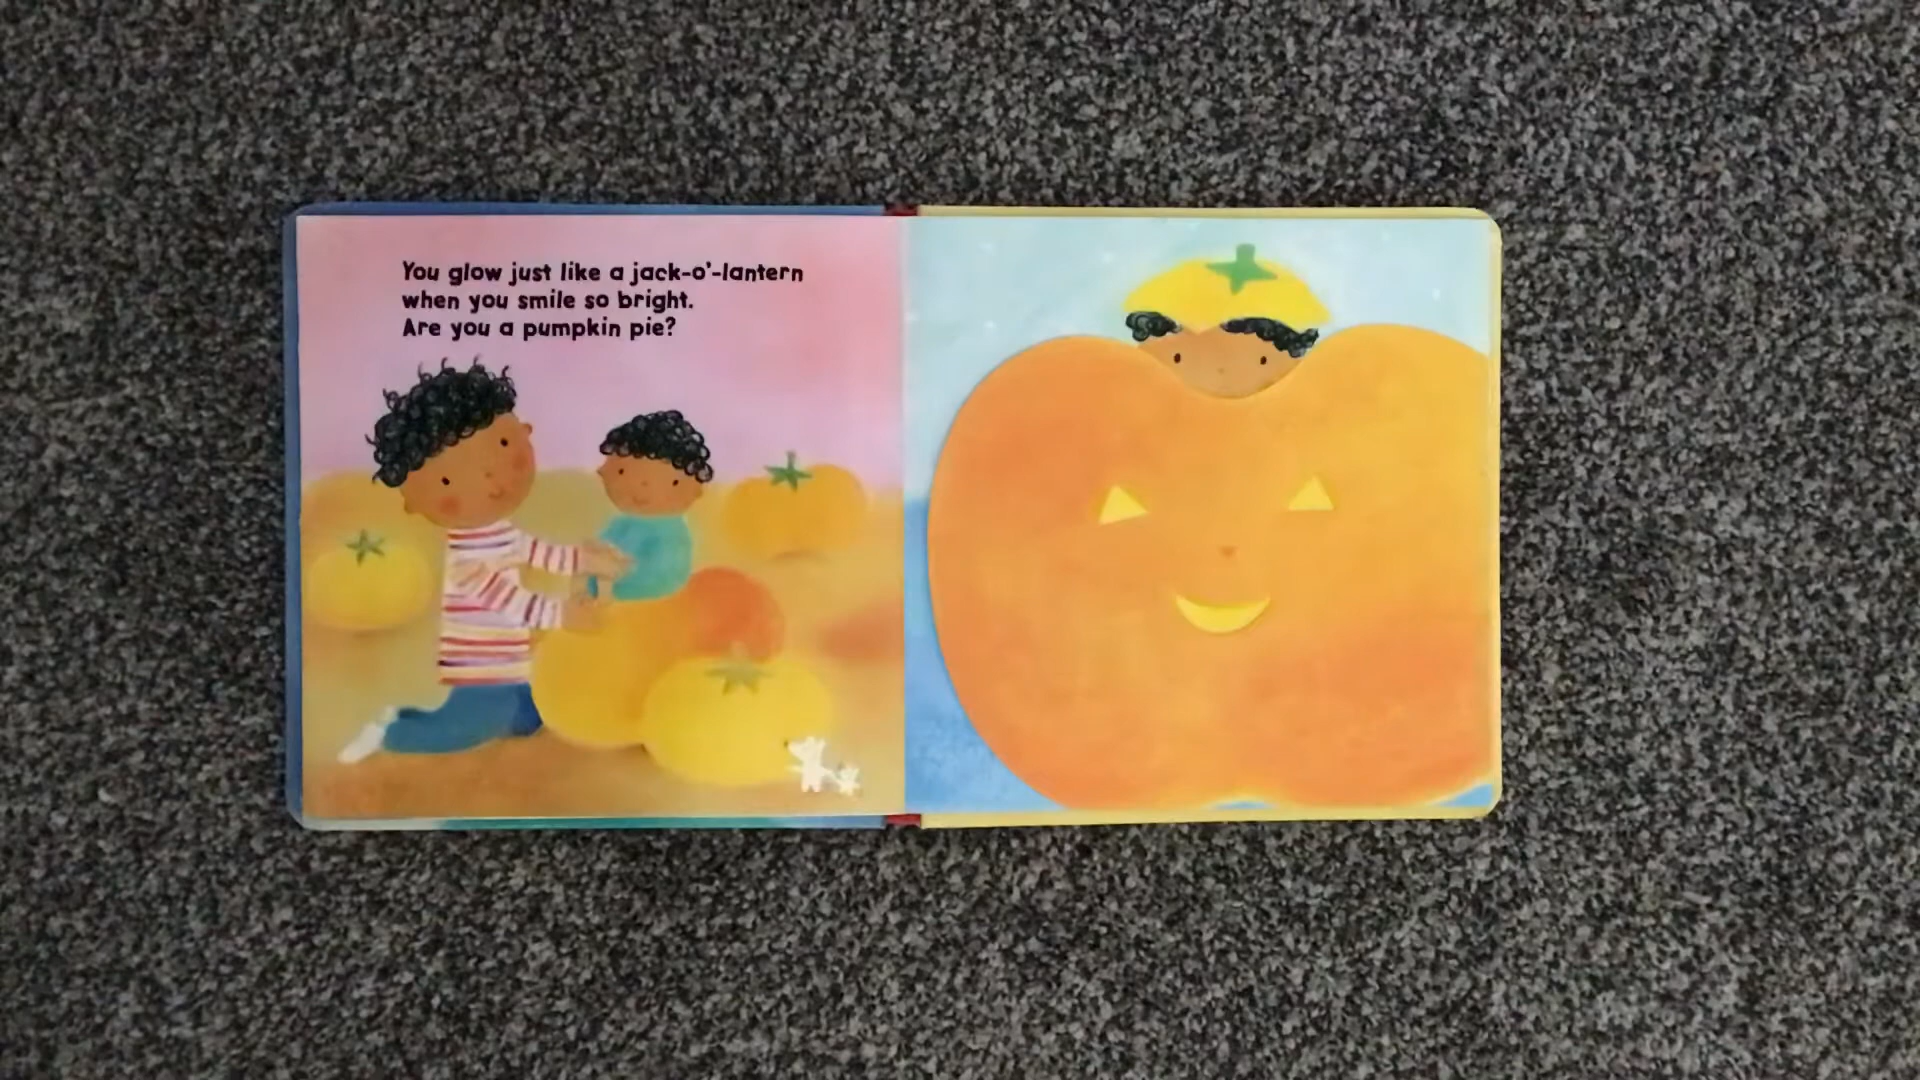 You glow just like a jack-o'-lantern
when you smile so bright.
Are you a pumpkin pie?